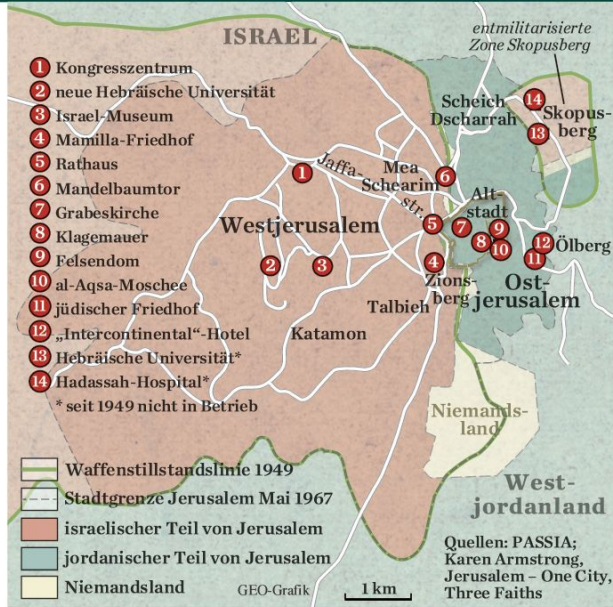 ISRAEL
entmilitarisierte
Zone Skopusberg
1 Kongresszentrum
2 neue Hebräische Universität
3 Israel-Museum
4 Mamilla-Friedhof
5 Rathaus
6 Mandelbaumtor
7 Grabeskirche
8 Klagemauer
9 Felsendom
10 al-Aqsa-Moschee
11 jüdischer Friedhof
12 „Intercontinental“-Hotel
13 Hebräische Universität*
14 Hadassah-Hospital*
* seit 1949 nicht in Betrieb
Scheich
Dscharrah
14
Skopus-
berg
13
1
Jaffa-
str.
Mea
Schearim
6
Alt-
stadt
Westjerusalem
5
7
8
9
10
12
11
Ölberg
2
3
4
Zions-
berg
Ost-
jerusalem
Talbieh
Katamon
Niemands-
land
West-
jordanland
Waffenstillstandslinie 1949
Stadtgrenze Jerusalem Mai 1967
israelischer Teil von Jerusalem
jordanischer Teil von Jerusalem
Niemandsland
GEO-Grafik
1 km
Quellen: PASSIA;
Karen Armstrong,
Jerusalem – One City,
Three Faiths